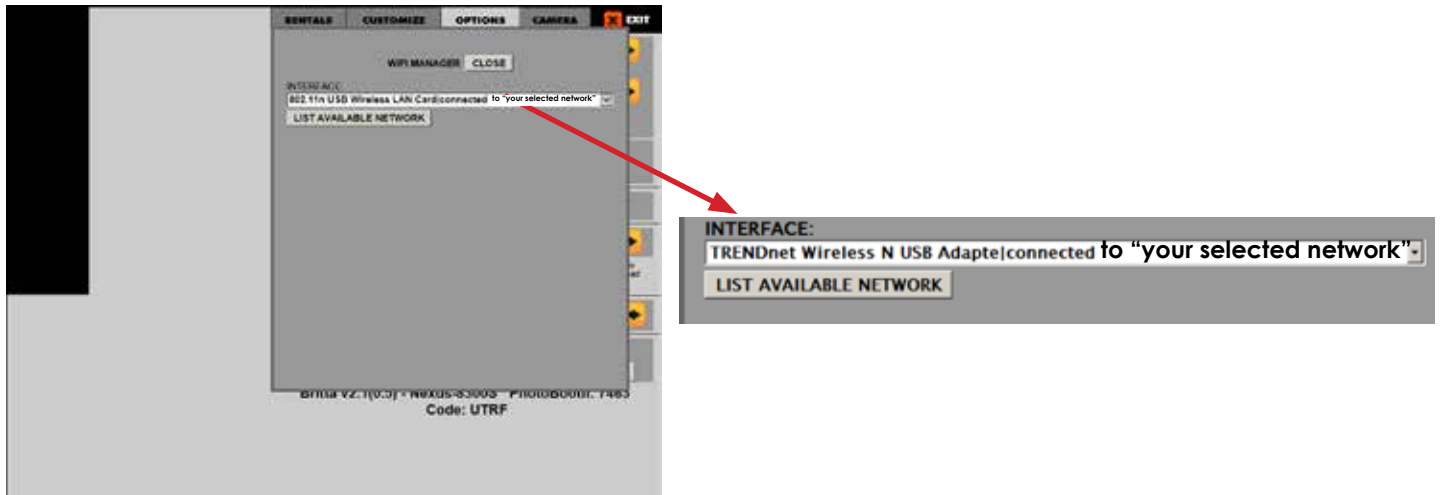 RENTALS CUSTOMIZE OPTIONS CAMERA X EXIT
WIFI MANAGER CLOSE
INTERFACE:
802.11n USB Wireless LAN Card|connected to "your selected network"
LIST AVAILABLE NETWORK
Code: UTRF
INTERFACE:
TRENDnet Wireless N USB Adapte|connected to “your selected network”
LIST AVAILABLE NETWORK